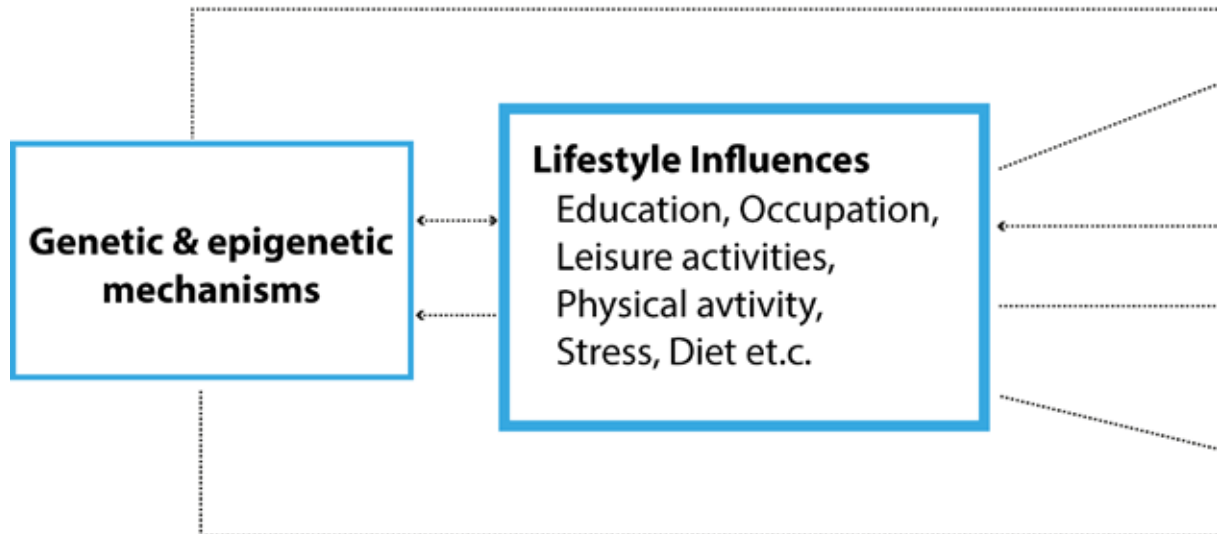 Genetic & epigenetic
mechanisms
Lifestyle Influences
Education, Occupation,
Leisure activities,
Physical avtivity,
Stress, Diet et.c.